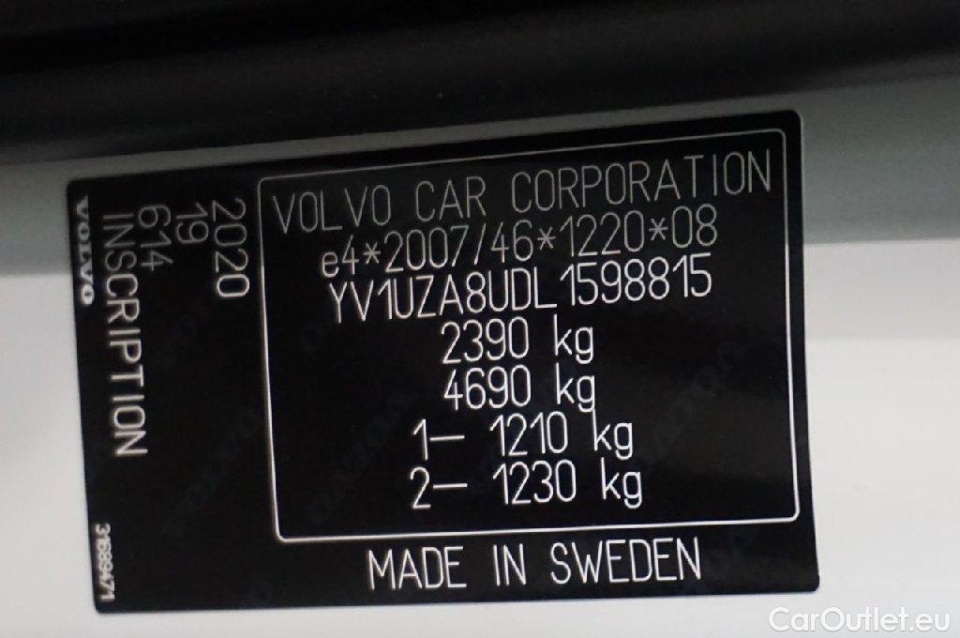 VOLVO CAR CORPORATION
e4*2007/46*1220*08
YV1UZA8UDL1598815
2390 kg
4690 kg
1- 1210 kg
2- 1230 kg
MADE IN SWEDEN
2020
19
614
INSCRIPTION
VOLVO
31689471
CarOutlet.eu